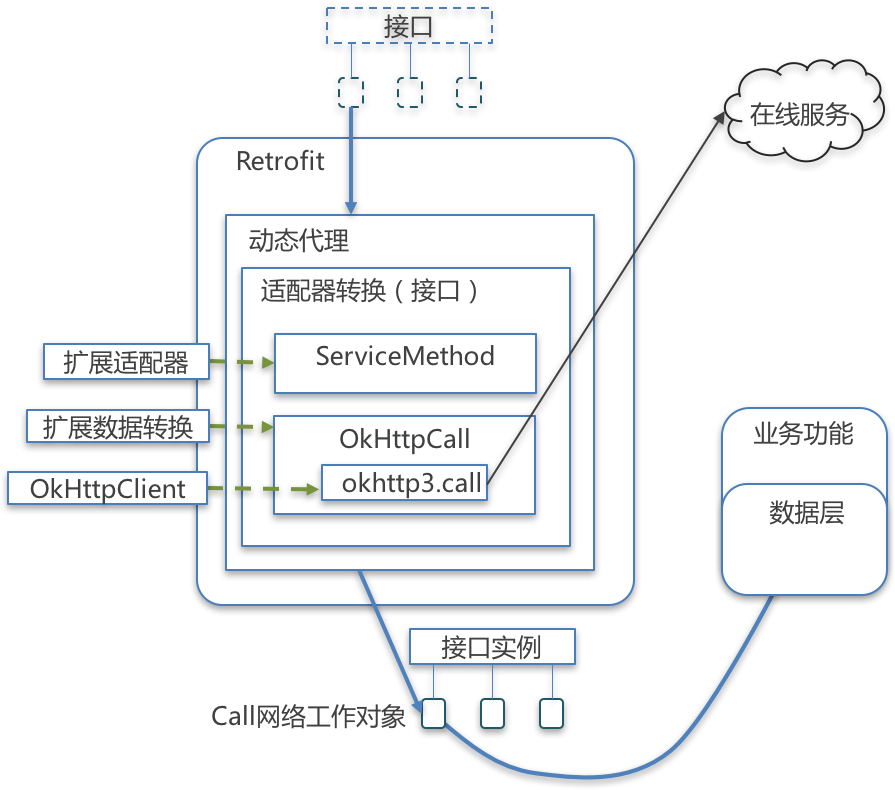 接口
在线服务
Retrofit
动态代理
适配器转换（接口）
ServiceMethod
扩展适配器
扩展数据转换
OkHttpCall
okhttp3.call
OkHttpClient
业务功能
数据层
接口实例
Call网络工作对象